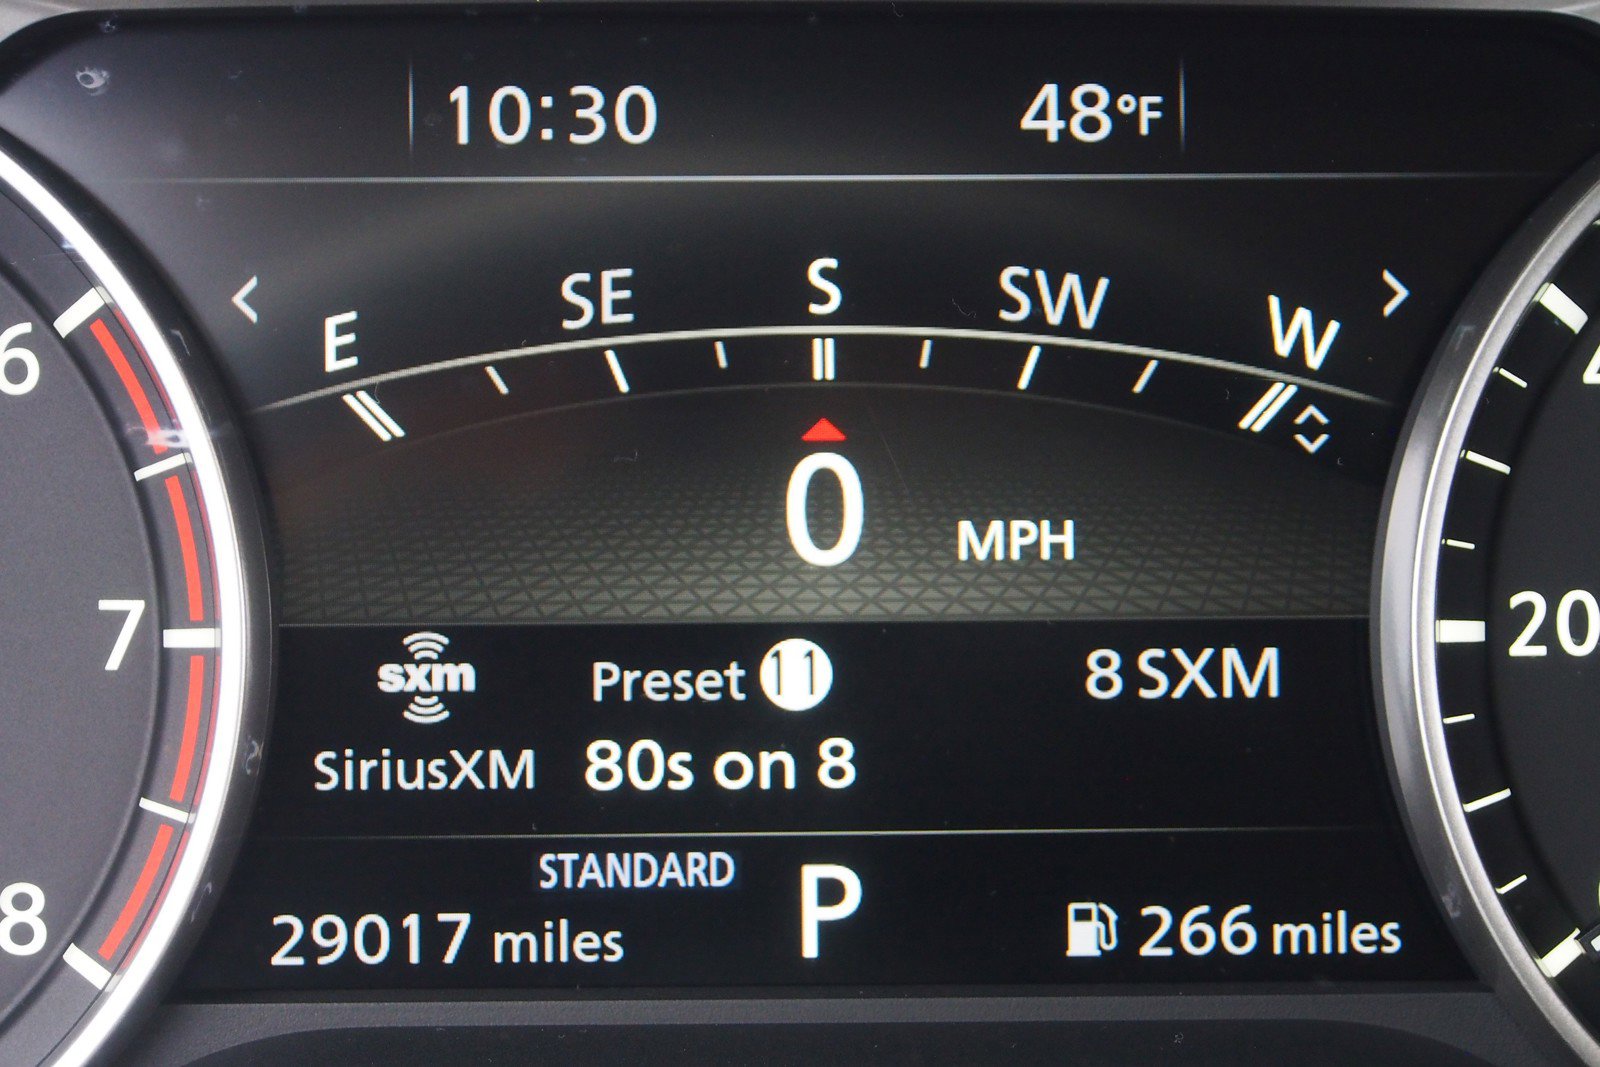 10:30 48°F
< E SE S SW W >
0 MPH
6
7
8
20
sxm Preset 11 8 SXM
SiriusXM 80s on 8
STANDARD
29017 miles P 266 miles